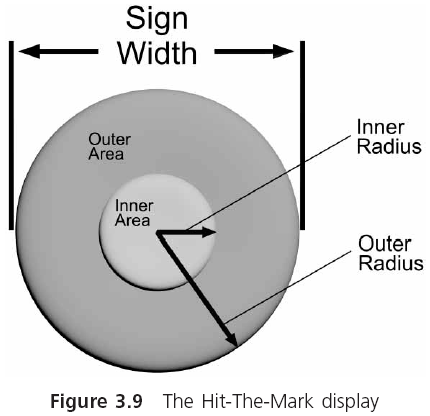 Sign
Width
Outer
Area
Inner
Area
Inner
Radius
Outer
Radius
Figure 3.9 The Hit-The-Mark display